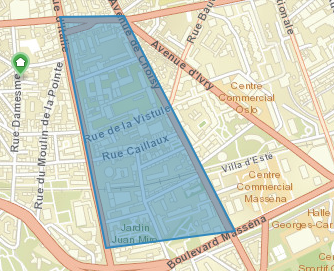 Avenue de Choisy
Avenue d'Ivry
Rue Damesme
Rue du Moulin de la Pointe
Rue de la Vistule
Rue Caillaux
Centre
Commercial
Oslo
Villa d'Este
Centre
Commercial
Masséna
Jardin
Juan Miro
Boulevard Masséna
Halle
Georges-Car